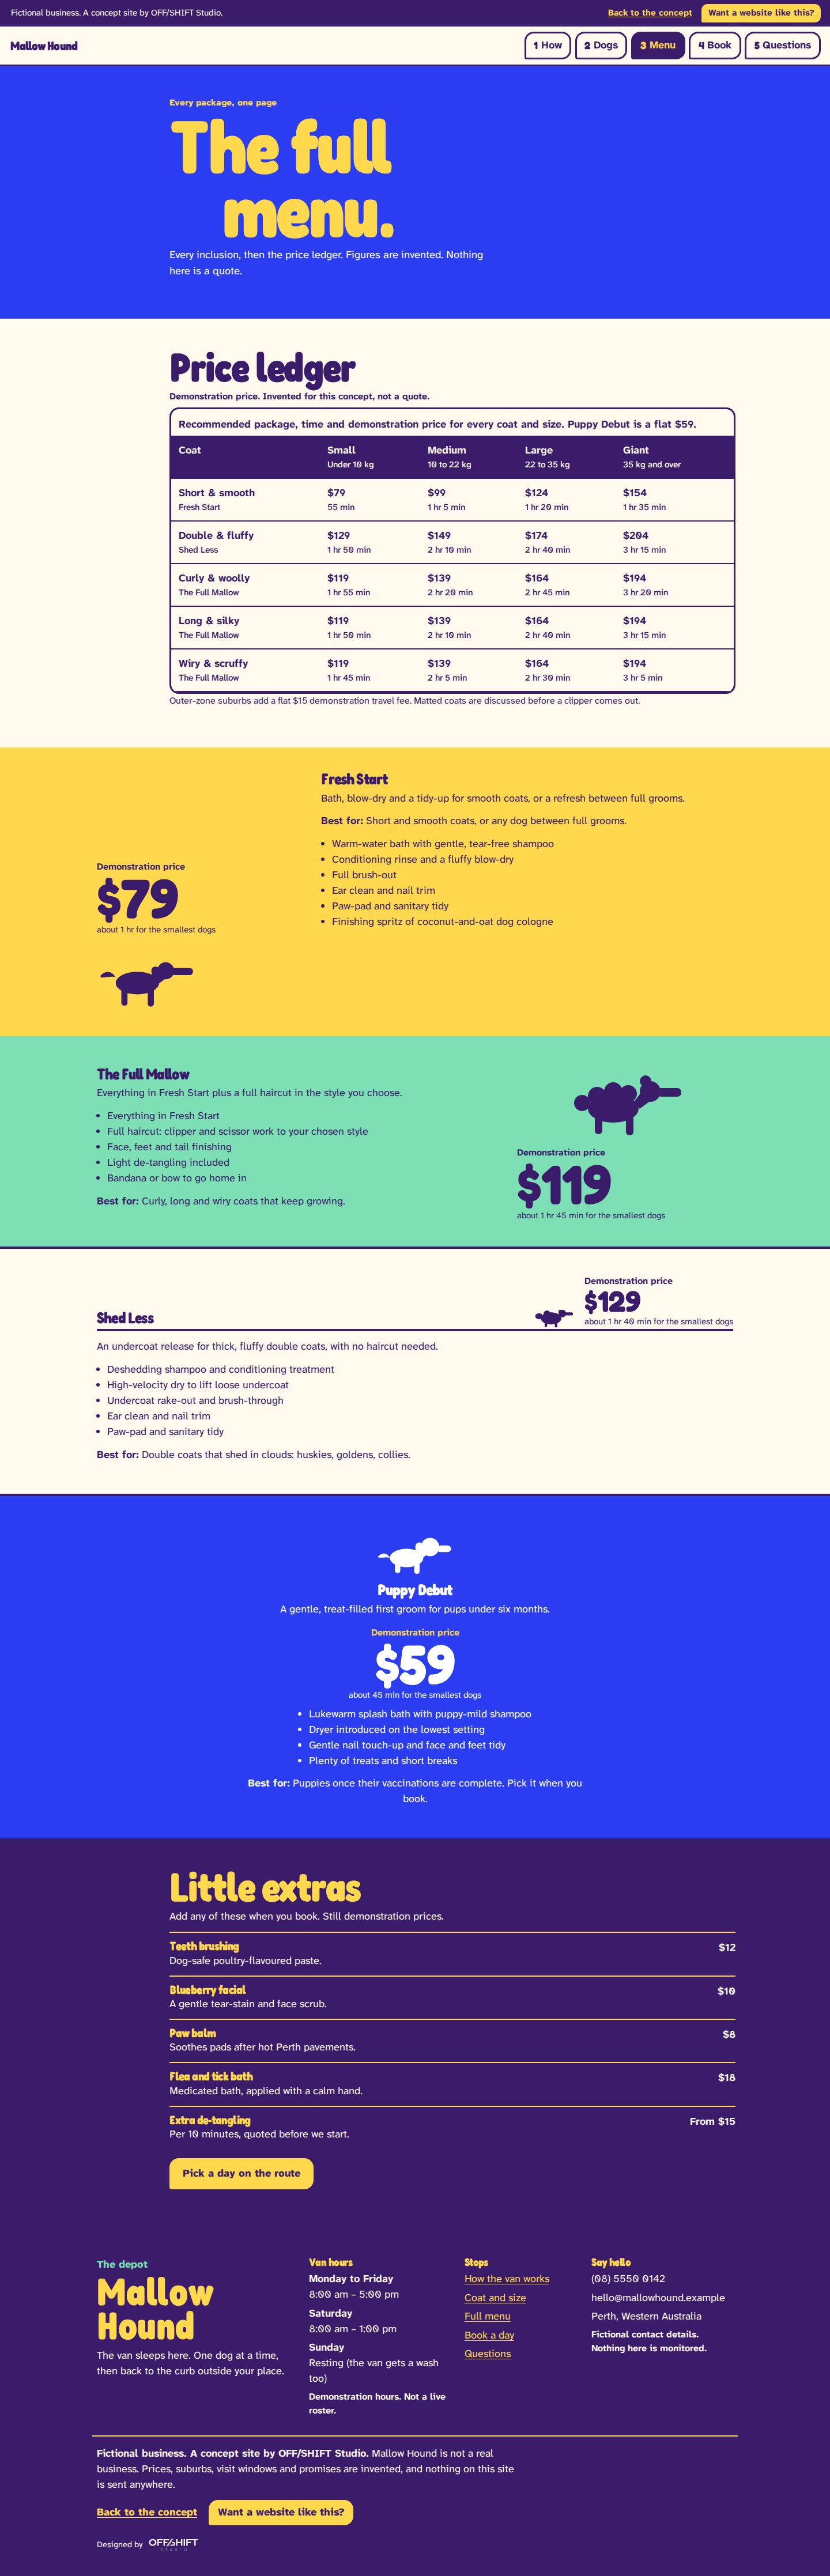 Fictional business. A concept site by OFF/SHIFT Studio.
Back to the concept
Want a website like this?
Mallow Hound
1 How
2 Dogs
3 Menu
4 Book
5 Questions
Every package, one page
The full
menu.
Every inclusion, then the price ledger. Figures are invented. Nothing
here is a quote.
Price ledger
Demonstration price. Invented for this concept, not a quote.
Recommended package, time and demonstration price for every coat and size. Puppy Debut is a flat $59.
Coat Small Medium Large Giant
Under 10 kg 10 to 22 kg 22 to 35 kg 35 kg and over
Short & smooth $79 $99 $124 $154
Fresh Start 55 min 1 hr 5 min 1 hr 20 min 1 hr 35 min
Double & fluffy $129 $149 $174 $204
Shed Less 1 hr 50 min 2 hr 10 min 2 hr 40 min 3 hr 15 min
Curly & woolly $119 $139 $164 $194
The Full Mallow 1 hr 55 min 2 hr 20 min 2 hr 45 min 3 hr 20 min
Long & silky $119 $139 $164 $194
The Full Mallow 1 hr 50 min 2 hr 10 min 2 hr 40 min 3 hr 15 min
Wiry & scruffy $119 $139 $164 $194
The Full Mallow 1 hr 45 min 2 hr 5 min 2 hr 30 min 3 hr 5 min
Outer-zone suburbs add a flat $15 demonstration travel fee. Matted coats are discussed before a clipper comes out.
Fresh Start
Bath, blow-dry and a tidy-up for smooth coats, or a refresh between full grooms.
Best for: Short and smooth coats, or any dog between full grooms.
• Warm-water bath with gentle, tear-free shampoo
• Conditioning rinse and a fluffy blow-dry
• Full brush-out
• Ear clean and nail trim
• Paw-pad and sanitary tidy
• Finishing spritz of coconut-and-oat dog cologne
Demonstration price
$79
about 1 hr for the smallest dogs
The Full Mallow
Everything in Fresh Start plus a full haircut in the style you choose.
• Everything in Fresh Start
• Full haircut: clipper and scissor work to your chosen style
• Face, feet and tail finishing
• Light de-tangling included
• Bandana or bow to go home in
Best for: Curly, long and wiry coats that keep growing.
Demonstration price
$119
about 1 hr 45 min for the smallest dogs
Shed Less
Demonstration price
$129
about 1 hr 40 min for the smallest dogs
An undercoat release for thick, fluffy double coats, with no haircut needed.
• Deshedding shampoo and conditioning treatment
• High-velocity dry to lift loose undercoat
• Undercoat rake-out and brush-through
• Ear clean and nail trim
• Paw-pad and sanitary tidy
Best for: Double coats that shed in clouds: huskies, goldens, collies.
Puppy Debut
A gentle, treat-filled first groom for pups under six months.
Demonstration price
$59
about 45 min for the smallest dogs
• Lukewarm splash bath with puppy-mild shampoo
• Dryer introduced on the lowest setting
• Gentle nail touch-up and face and feet tidy
• Plenty of treats and short breaks
Best for: Puppies once their vaccinations are complete. Pick it when you
book.
Little extras
Add any of these when you book. Still demonstration prices.
Teeth brushing $12
Dog-safe poultry-flavoured paste.
Blueberry facial $10
A gentle tear-stain and face scrub.
Paw balm $8
Soothes pads after hot Perth pavements.
Flea and tick bath $18
Medicated bath, applied with a calm hand.
Extra de-tangling From $15
Per 10 minutes, quoted before we start.
Pick a day on the route
The depot
Mallow
Hound
The van sleeps here. One dog at a time,
then back to the curb outside your place.
Van hours
Monday to Friday
8:00 am – 5:00 pm
Saturday
8:00 am – 1:00 pm
Sunday
Resting (the van gets a wash
too)
Demonstration hours. Not a live
roster.
Stops
How the van works
Coat and size
Full menu
Book a day
Questions
Say hello
(08) 5550 0142
hello@mallowhound.example
Perth, Western Australia
Fictional contact details.
Nothing here is monitored.
Fictional business. A concept site by OFF/SHIFT Studio. Mallow Hound is not a real
business. Prices, suburbs, visit windows and promises are invented, and nothing on this site
is sent anywhere.
Back to the concept
Want a website like this?
Designed by OFF/SHIFT
STUDIO